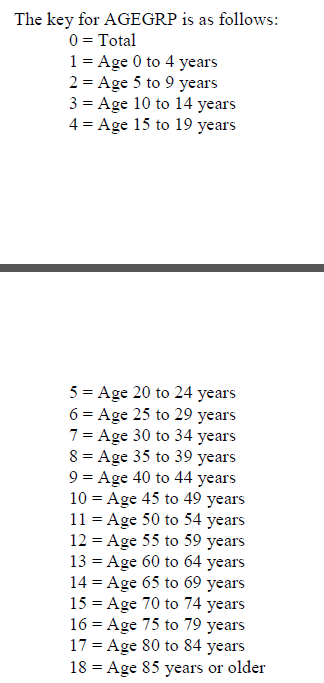 The key for AGEGRP is as follows:
0 = Total
1 = Age 0 to 4 years
2 = Age 5 to 9 years
3 = Age 10 to 14 years
4 = Age 15 to 19 years
5 = Age 20 to 24 years
6 = Age 25 to 29 years
7 = Age 30 to 34 years
8 = Age 35 to 39 years
9 = Age 40 to 44 years
10 = Age 45 to 49 years
11 = Age 50 to 54 years
12 = Age 55 to 59 years
13 = Age 60 to 64 years
14 = Age 65 to 69 years
15 = Age 70 to 74 years
16 = Age 75 to 79 years
17 = Age 80 to 84 years
18 = Age 85 years or older